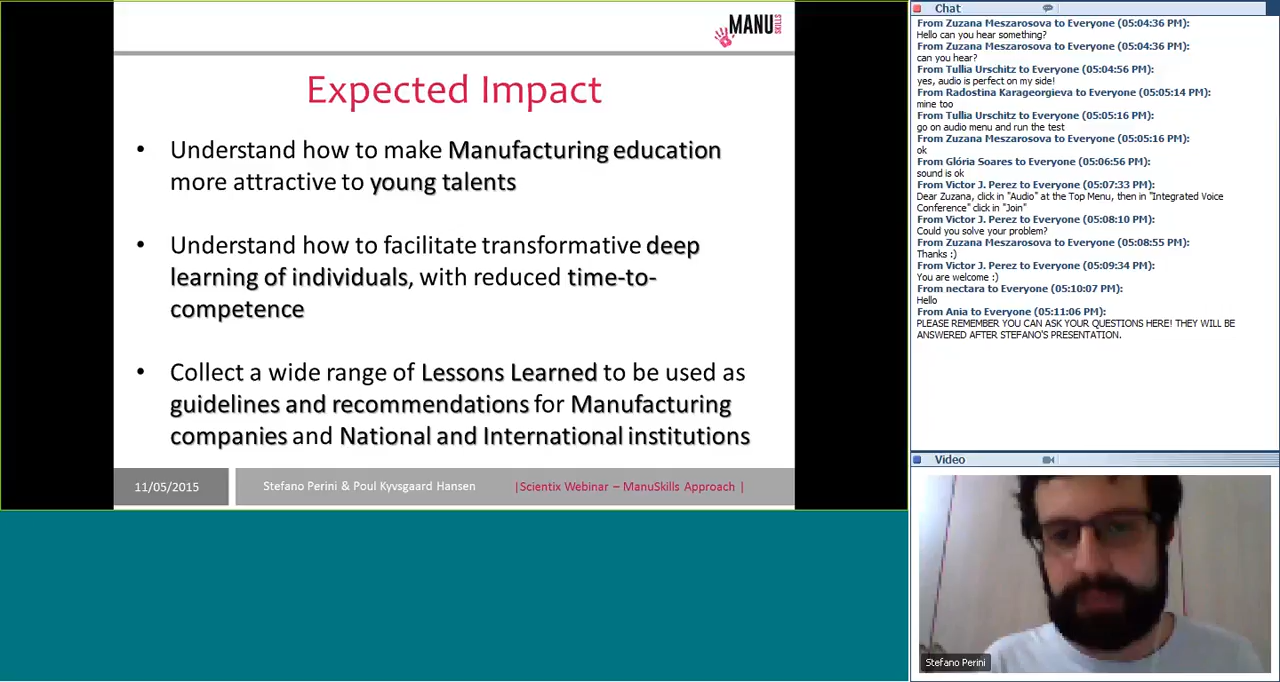 MANU
SKILLS
Expected Impact
• Understand how to make Manufacturing education
more attractive to young talents
• Understand how to facilitate transformative deep
learning of individuals, with reduced time-to-
competence
• Collect a wide range of Lessons Learned to be used as
guidelines and recommendations for Manufacturing
companies and National and International institutions
11/05/2015
Stefano Perini & Poul Kyvsgaard Hansen
|Scientix Webinar – ManuSkills Approach |
Chat
From Zuzana Meszarosova to Everyone (05:04:36 PM):
Hello can you hear something?
From Zuzana Meszarosova to Everyone (05:04:36 PM):
can you hear?
From Tullia Urschitz to Everyone (05:04:56 PM):
yes, audio is perfect on my side!
From Radostina Karageorgieva to Everyone (05:05:14 PM):
mine too
From Tullia Urschitz to Everyone (05:05:16 PM):
go on audio menu and run the test
From Zuzana Meszarosova to Everyone (05:05:16 PM):
ok
From Glória Soares to Everyone (05:06:56 PM):
sound is ok
From Victor J. Perez to Everyone (05:07:33 PM):
Dear Zuzana, click in "Audio" at the Top Menu, then in "Integrated Voice
Conference" click in "Join"
From Victor J. Perez to Everyone (05:08:10 PM):
Could you solve your problem?
From Zuzana Meszarosova to Everyone (05:08:55 PM):
Thanks :)
From Victor J. Perez to Everyone (05:09:34 PM):
You are welcome :)
From nectara to Everyone (05:10:07 PM):
Hello
From Ania to Everyone (05:11:06 PM):
PLEASE REMEMBER YOU CAN ASK YOUR QUESTIONS HERE! THEY WILL BE
ANSWERED AFTER STEFANO'S PRESENTATION.
Video
Stefano Perini